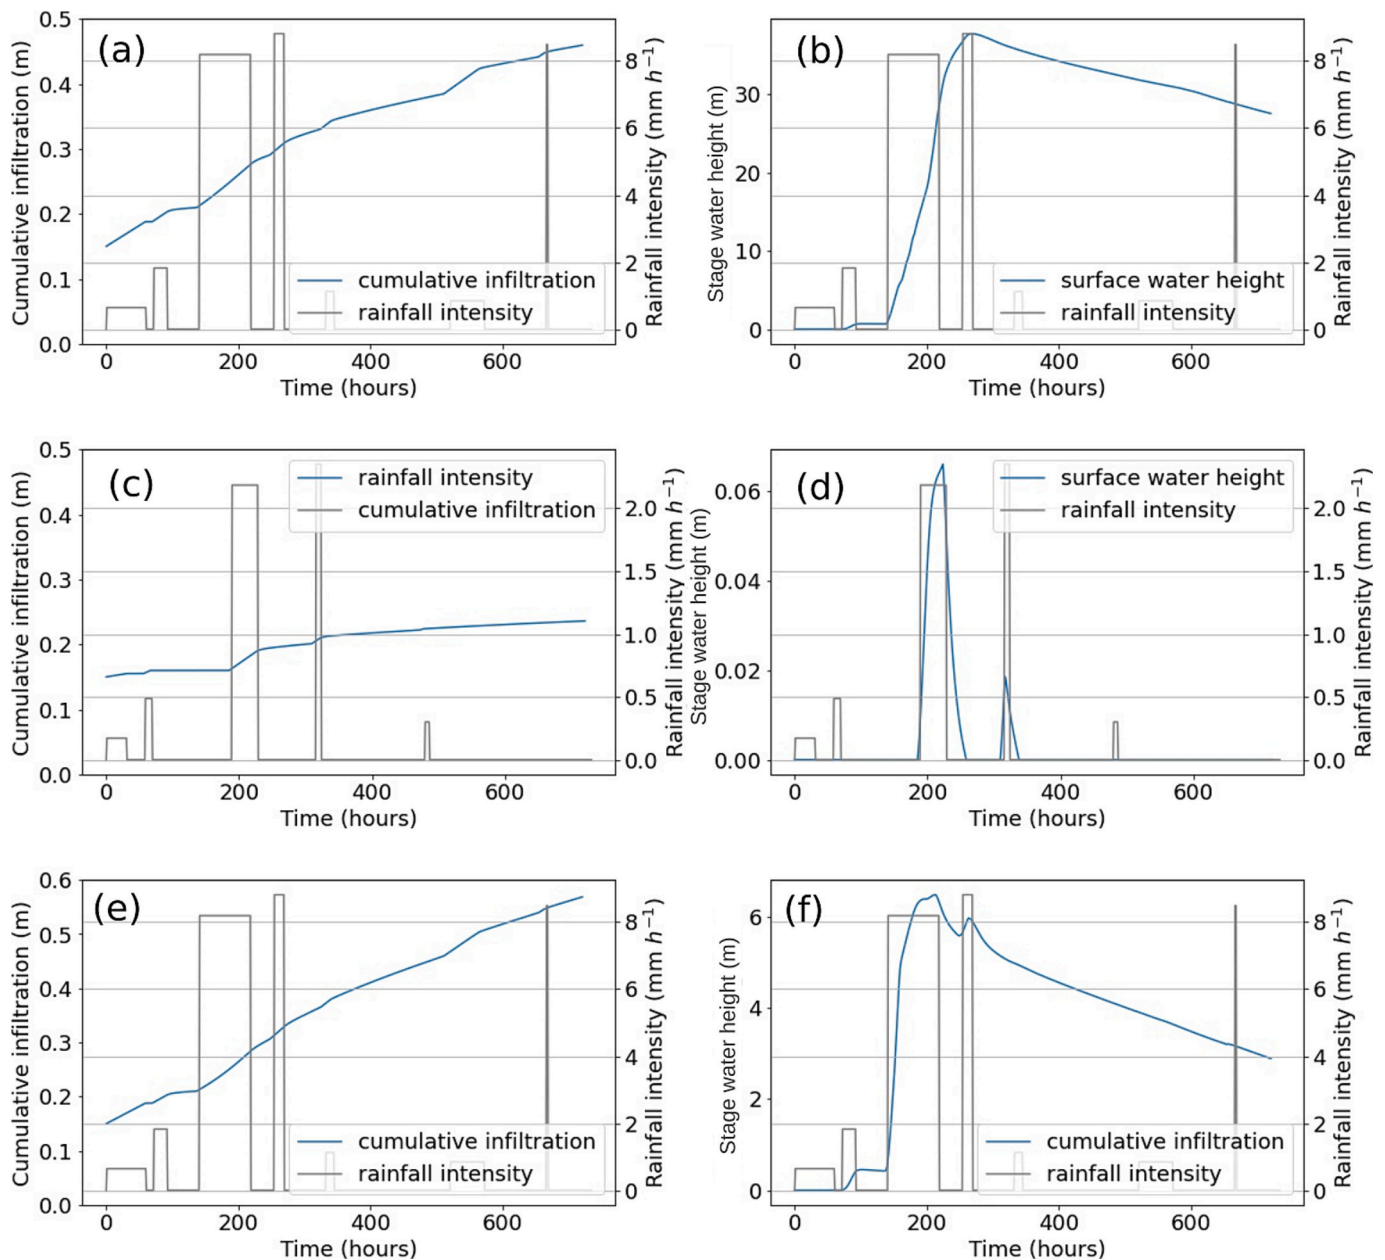 (a)
Cumulative infiltration (m)
0.5
0.4
0.3
0.2
0.1
0.0
0 200 400 600
Time (hours)
8
6
4
2
0
Rainfall intensity (mm h⁻¹)
cumulative infiltration
rainfall intensity
(b)
Stage water height (m)
30
20
10
0
0 200 400 600
Time (hours)
8
6
4
2
0
Rainfall intensity (mm h⁻¹)
surface water height
rainfall intensity
(c)
Cumulative infiltration (m)
0.5
0.4
0.3
0.2
0.1
0.0
0 200 400 600
Time (hours)
2.0
1.5
1.0
0.5
0.0
Rainfall intensity (mm h⁻¹)
rainfall intensity
cumulative infiltration
(d)
Stage water height (m)
0.06
0.04
0.02
0.00
0 200 400 600
Time (hours)
2.0
1.5
1.0
0.5
0.0
Rainfall intensity (mm h⁻¹)
surface water height
rainfall intensity
(e)
Cumulative infiltration (m)
0.6
0.5
0.4
0.3
0.2
0.1
0.0
0 200 400 600
Time (hours)
8
6
4
2
0
Rainfall intensity (mm h⁻¹)
cumulative infiltration
rainfall intensity
(f)
Stage water height (m)
6
4
2
0
0 200 400 600
Time (hours)
8
6
4
2
0
Rainfall intensity (mm h⁻¹)
cumulative infiltration
rainfall intensity